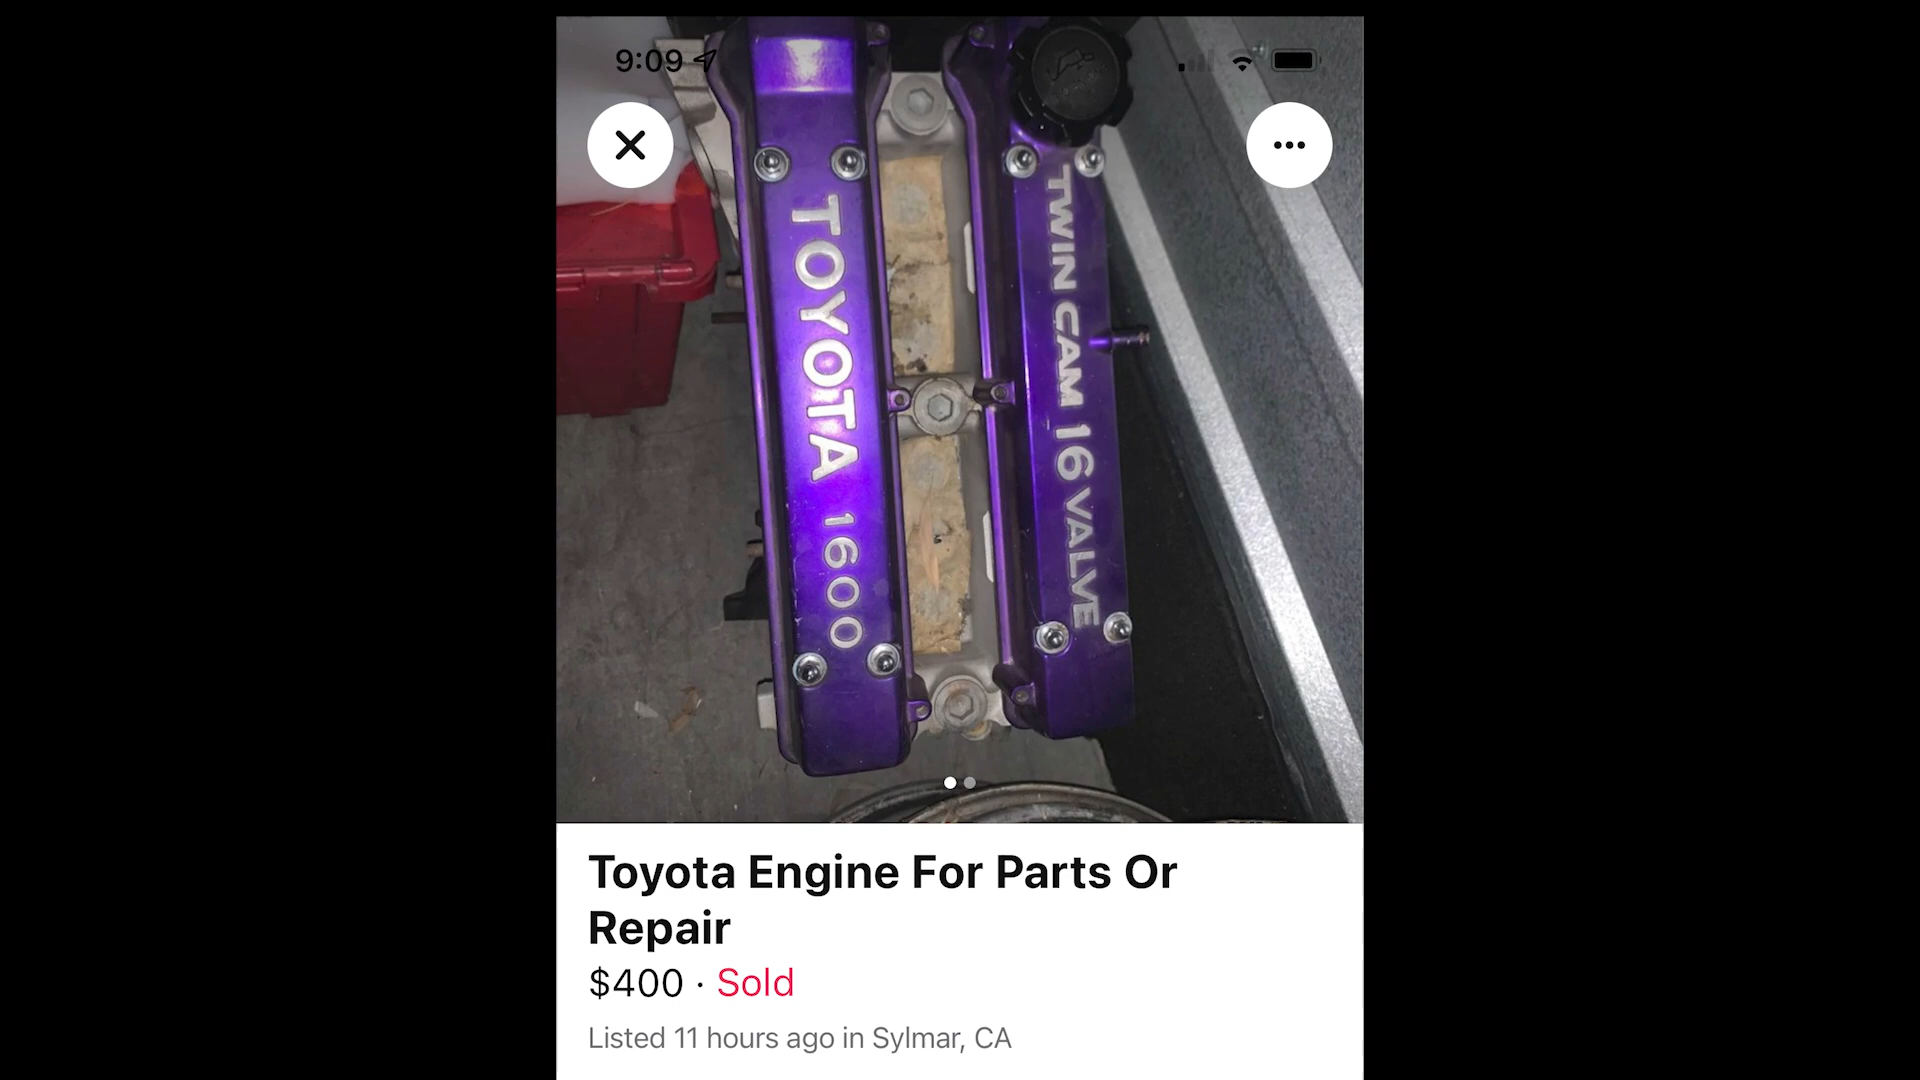 9:09
TOYOTA 1600
TWIN CAM 16 VALVE
Toyota Engine For Parts Or
Repair
$400 · Sold
Listed 11 hours ago in Sylmar, CA